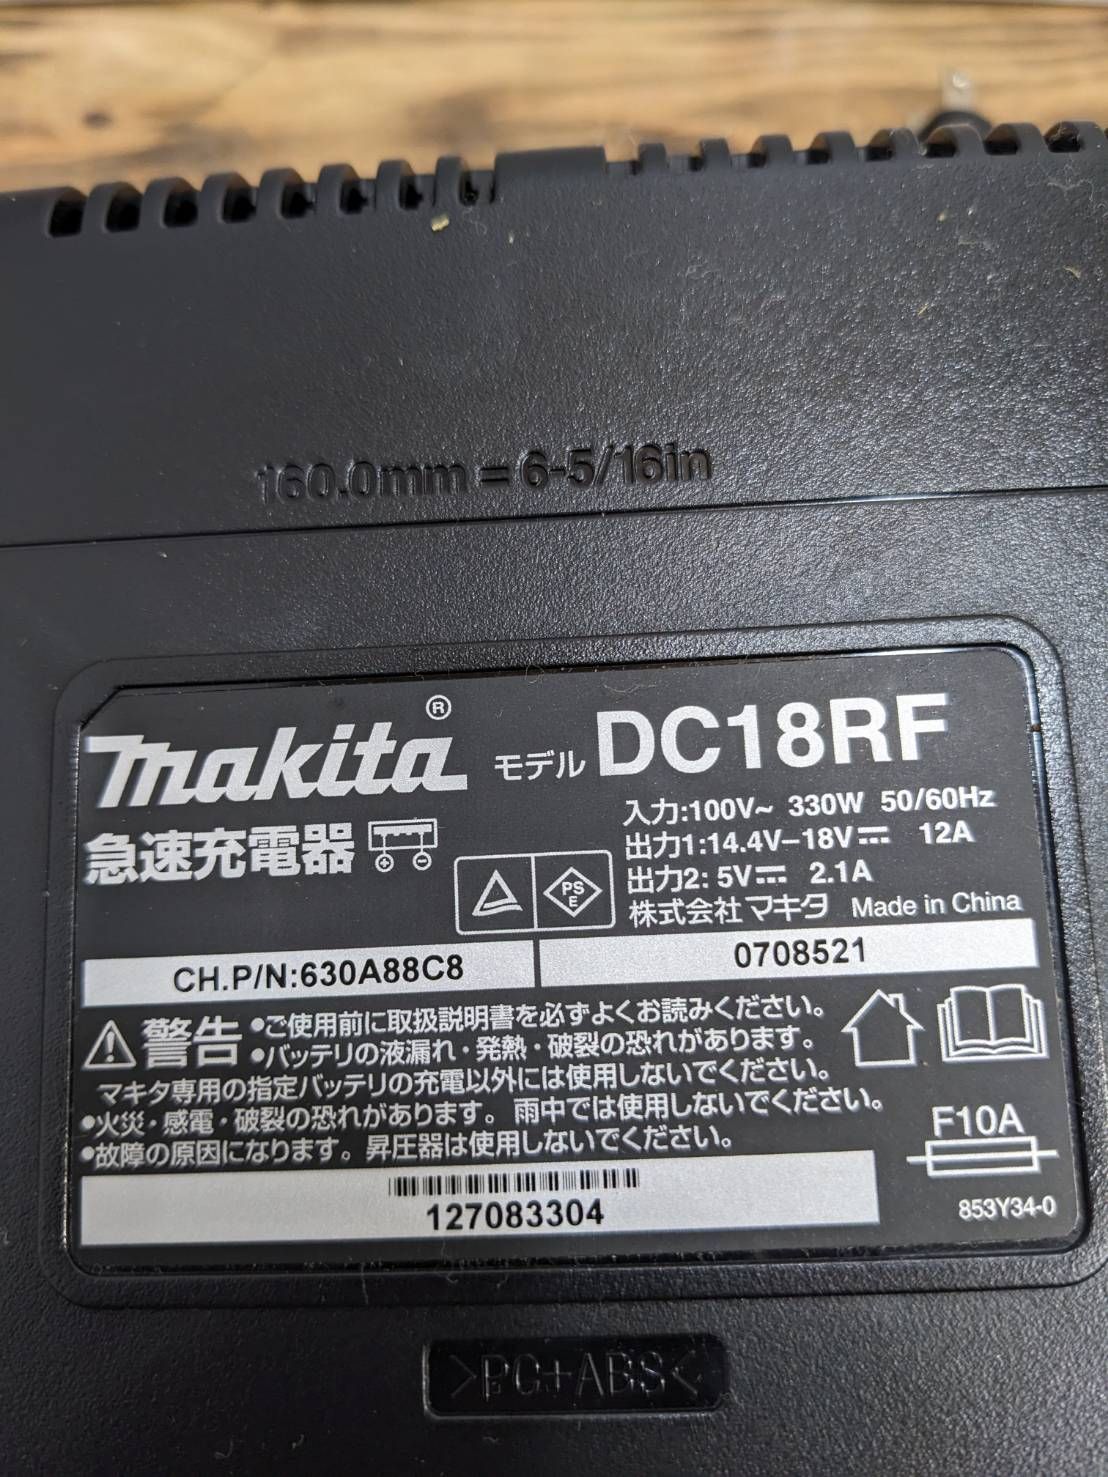 160.0mm=6-5/16in
makita® モデル DC18RF
急速充電器
入力:100V~ 330W 50/60Hz
出力1:14.4V-18V⎓ 12A
出力2:5V⎓ 2.1A
PS
E
株式会社マキタ Made in China
CH.P/N:630A88C8
0708521
警告 •ご使用前に取扱説明書を必ずよくお読みください。
•バッテリの液漏れ・発熱・破裂の恐れがあります。
マキタ専用の指定バッテリの充電以外には使用しないでください。
•火災・感電・破裂の恐れがあります。雨中では使用しないでください。
•故障の原因になります。昇圧器は使用しないでください。
F10A
853Y34-0
127083304
>PC+ABS<